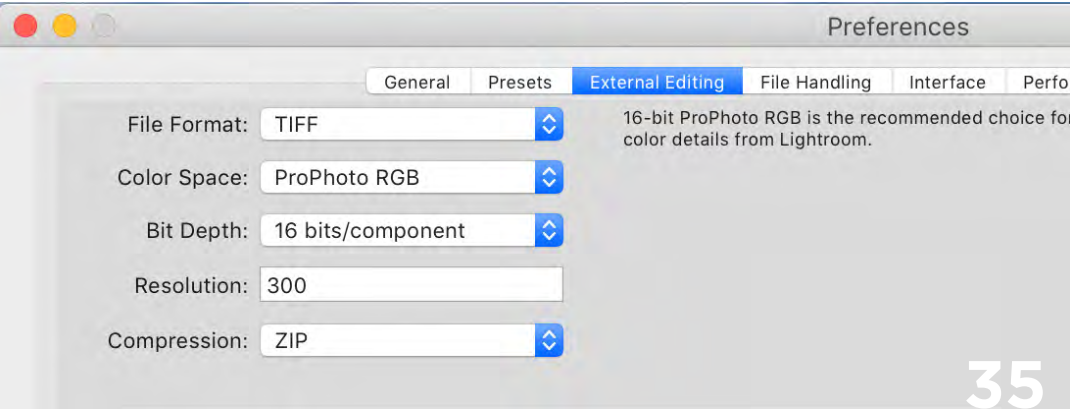 Preferences
General Presets External Editing File Handling Interface Perfo
File Format: TIFF
16-bit ProPhoto RGB is the recommended choice for
color details from Lightroom.
Color Space: ProPhoto RGB
Bit Depth: 16 bits/component
Resolution: 300
Compression: ZIP
35